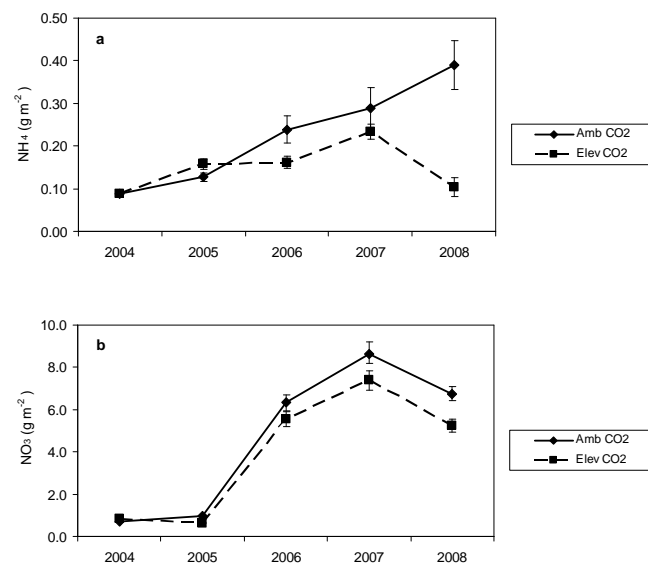 0.50
a
0.40
0.30
0.20
0.10
0.00
NH4 (g m-2)
2004 2005 2006 2007 2008
Amb CO2
Elev CO2
10.0
b
8.0
6.0
4.0
2.0
0.0
NO3 (g m-2)
2004 2005 2006 2007 2008
Amb CO2
Elev CO2